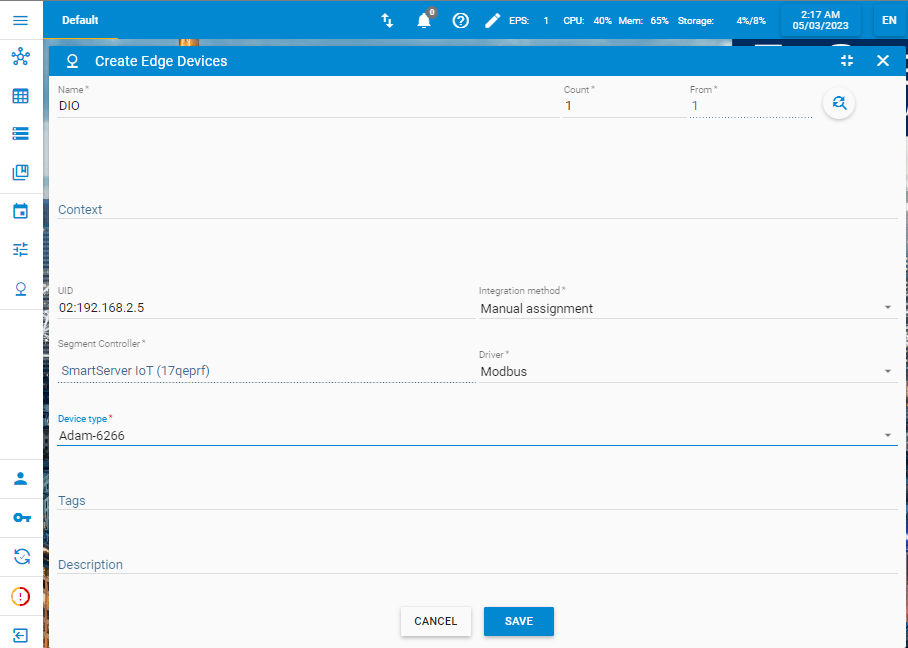 Default
0
EPS: 1 CPU: 40% Mem: 65% Storage: 4%/8%
2:17 AM
05/03/2023
EN
Create Edge Devices
Name* Count* From*
DIO 1 1
Context
UID Integration method*
02:192.168.2.5 Manual assignment
Segment Controller* Driver*
SmartServer IoT (17qeprf) Modbus
Device type*
Adam-6266
Tags
Description
CANCEL SAVE